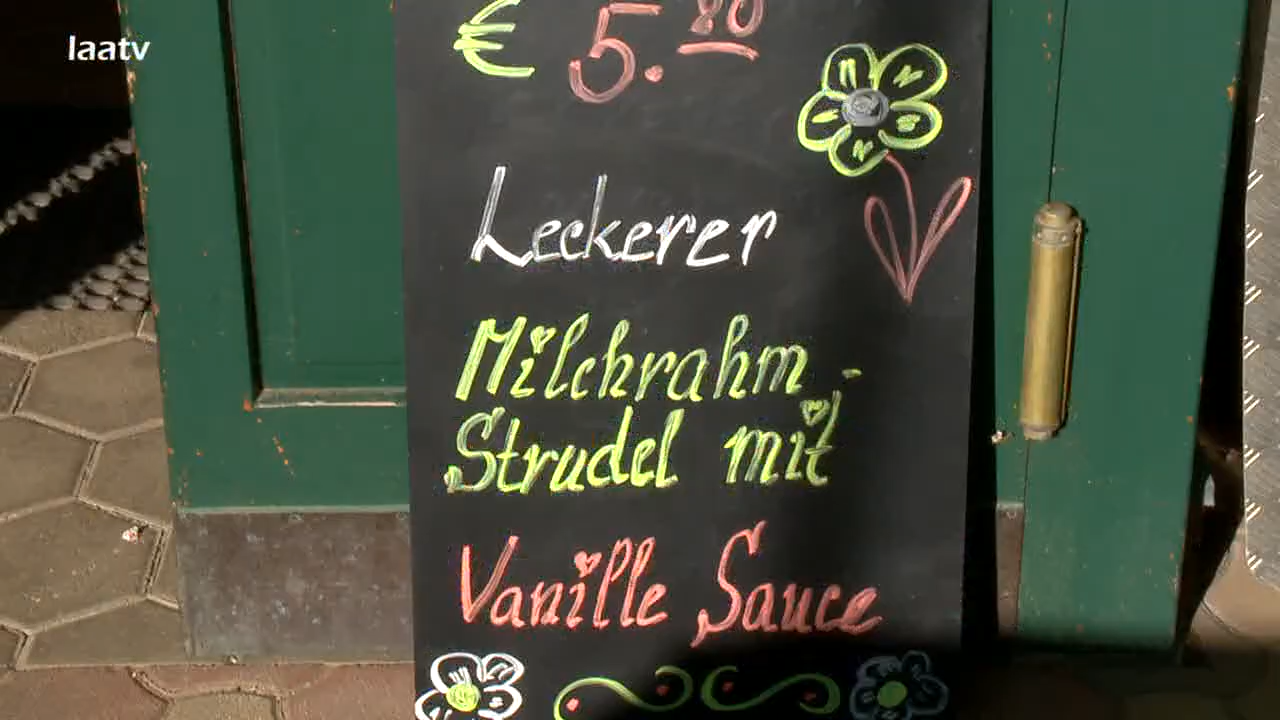 laatv
€ 5.80
Leckerer
Milchrahm-
Strudel mit
Vanille Sauce